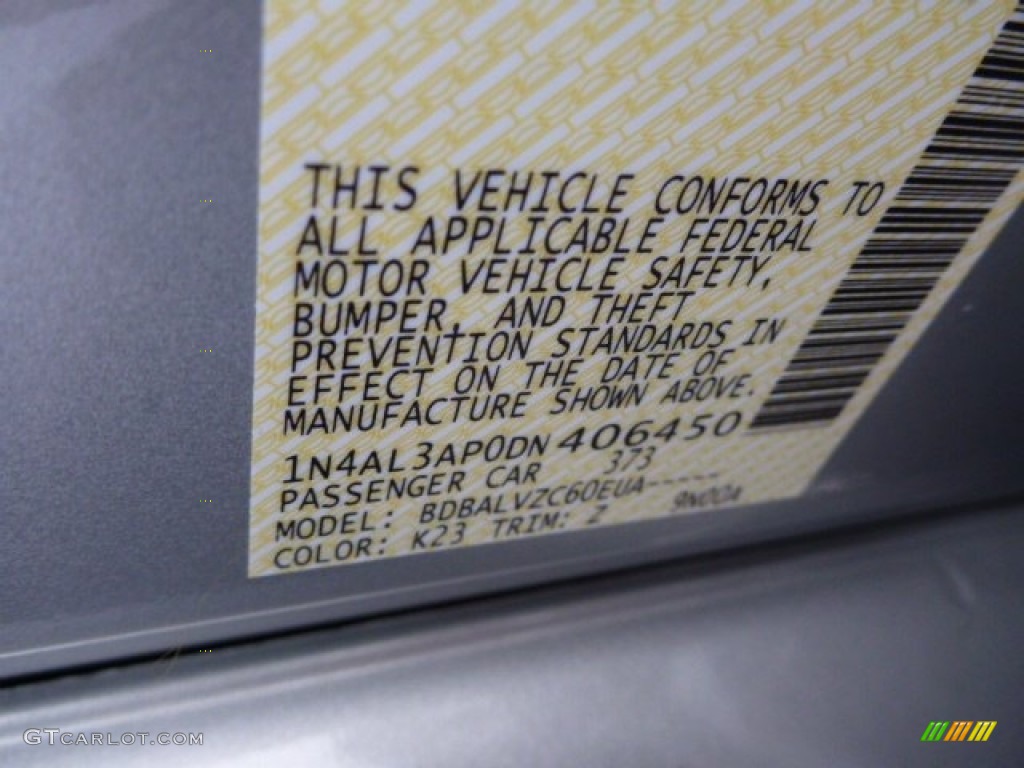 THIS VEHICLE CONFORMS TO
ALL APPLICABLE FEDERAL
MOTOR VEHICLE SAFETY,
BUMPER, AND THEFT
PREVENTION STANDARDS IN
EFFECT ON THE DATE OF
MANUFACTURE SHOWN ABOVE.
1N4AL3AP0DN406450
PASSENGER CAR 373
MODEL: BDBALVZC60EUA-----
COLOR: K23 TRIM: Z 9N00A
GTCARLOT.COM